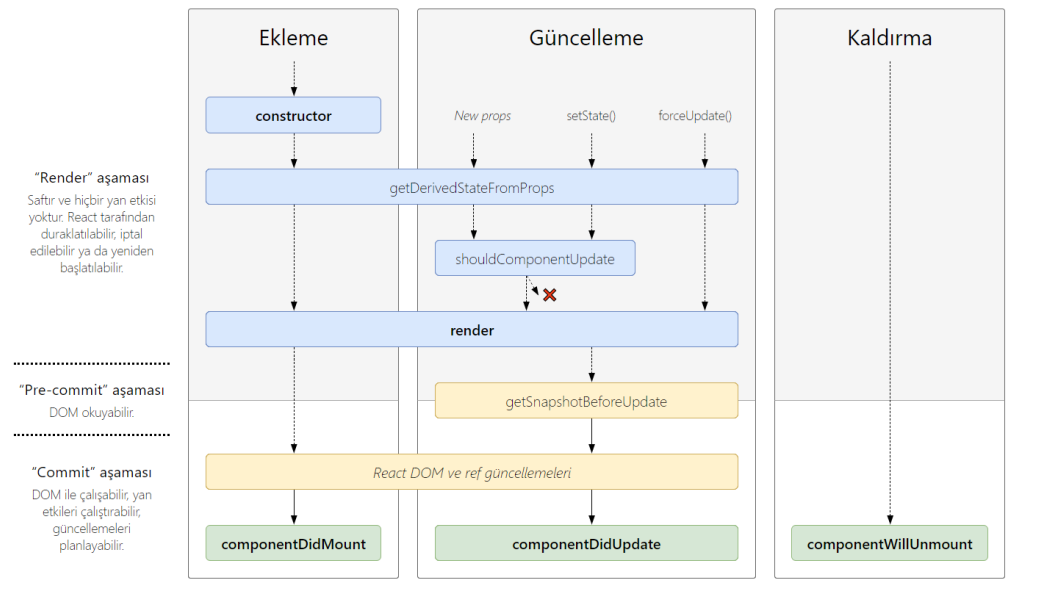 Ekleme
Güncelleme
Kaldırma
constructor
New props
setState()
forceUpdate()
"Render" aşaması
Saftır ve hiçbir yan etkisi
yoktur. React tarafından
duraklatılabilir, iptal
edilebilir ya da yeniden
başlatılabilir.
getDerivedStateFromProps
shouldComponentUpdate
render
"Pre-commit" aşaması
DOM okuyabilir.
getSnapshotBeforeUpdate
"Commit" aşaması
DOM ile çalışabilir, yan
etkileri çalıştırabilir,
güncellemeleri
planlayabilir.
React DOM ve ref güncellemeleri
componentDidMount
componentDidUpdate
componentWillUnmount